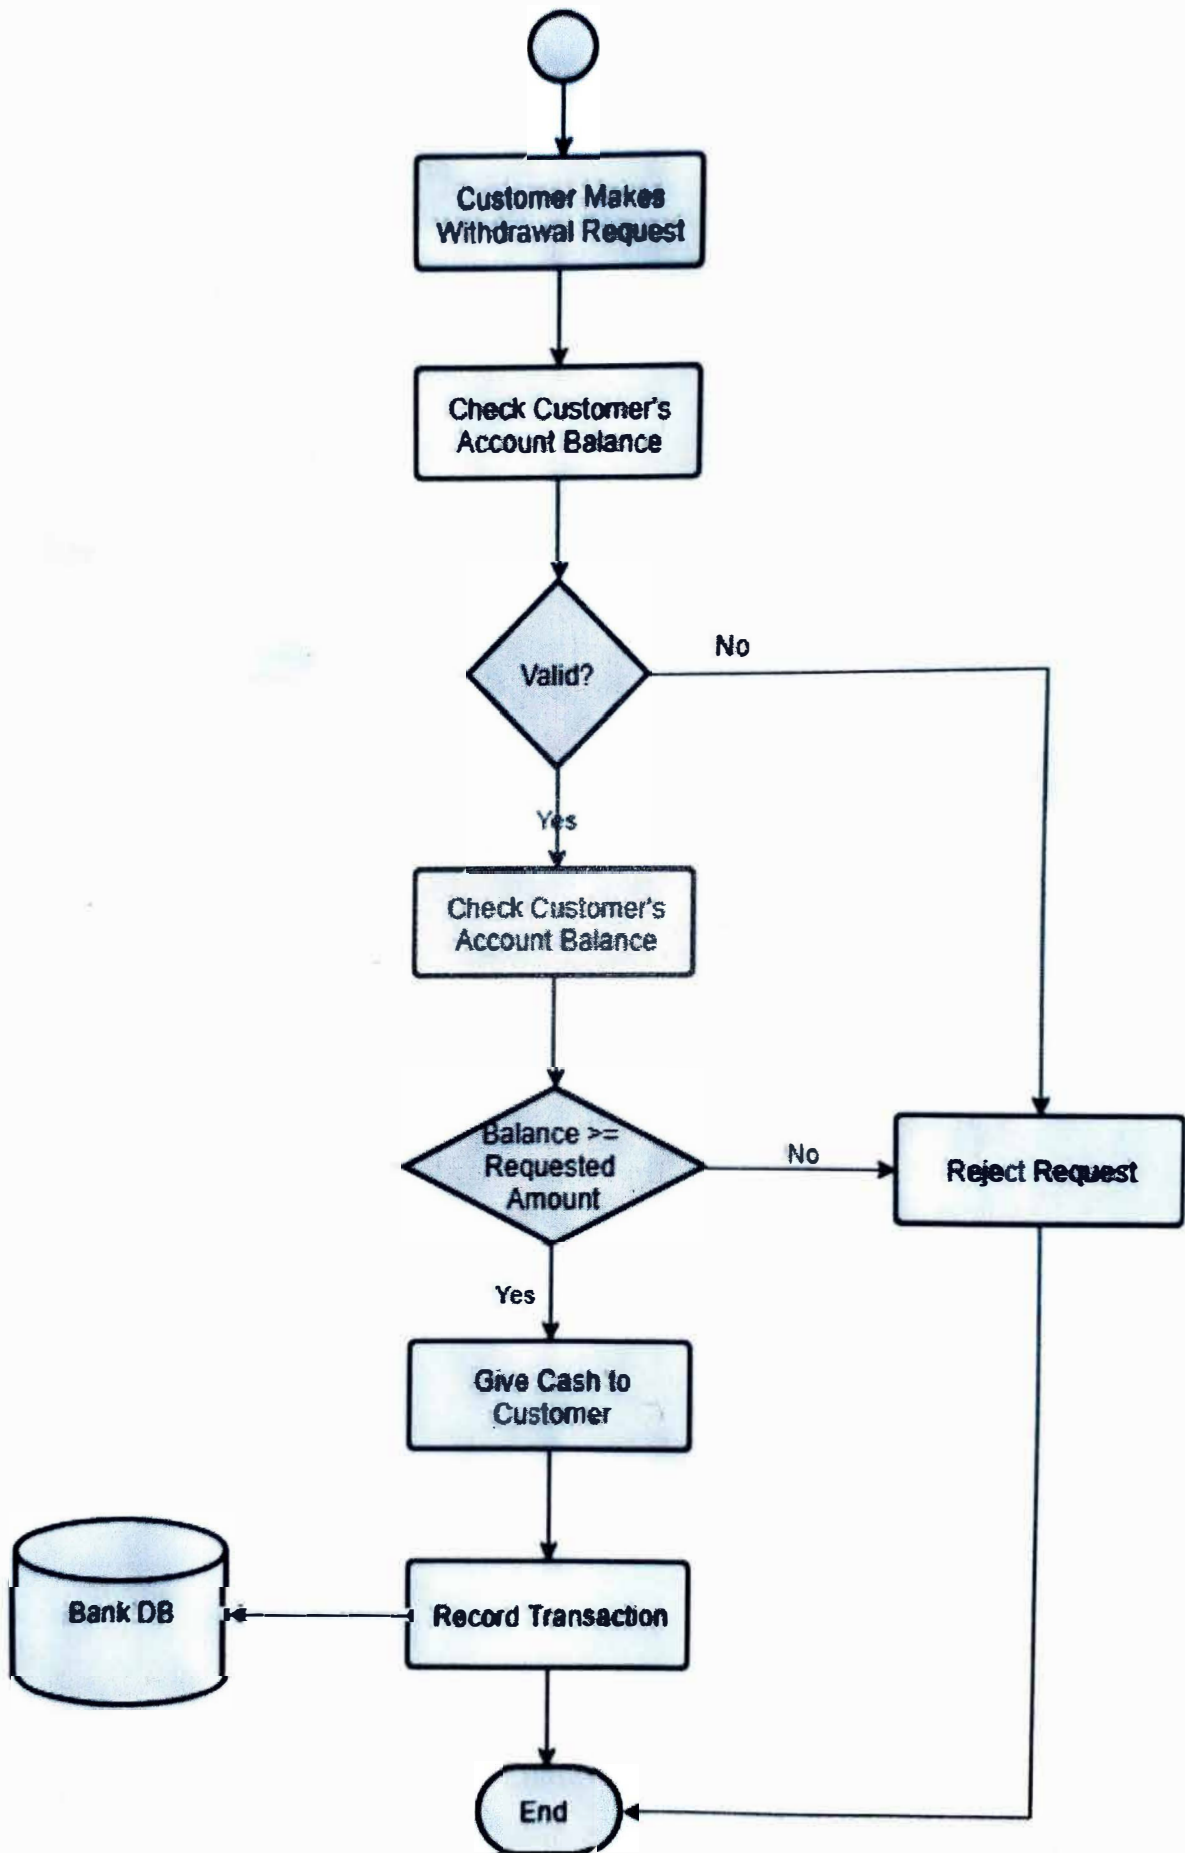 Customer Makes
Withdrawal Request
Check Customer's
Account Balance
Valid?
No
Yes
Check Customer's
Account Balance
Balance >=
Requested
Amount
No
Reject Request
Yes
Give Cash to
Customer
Bank DB
Record Transaction
End